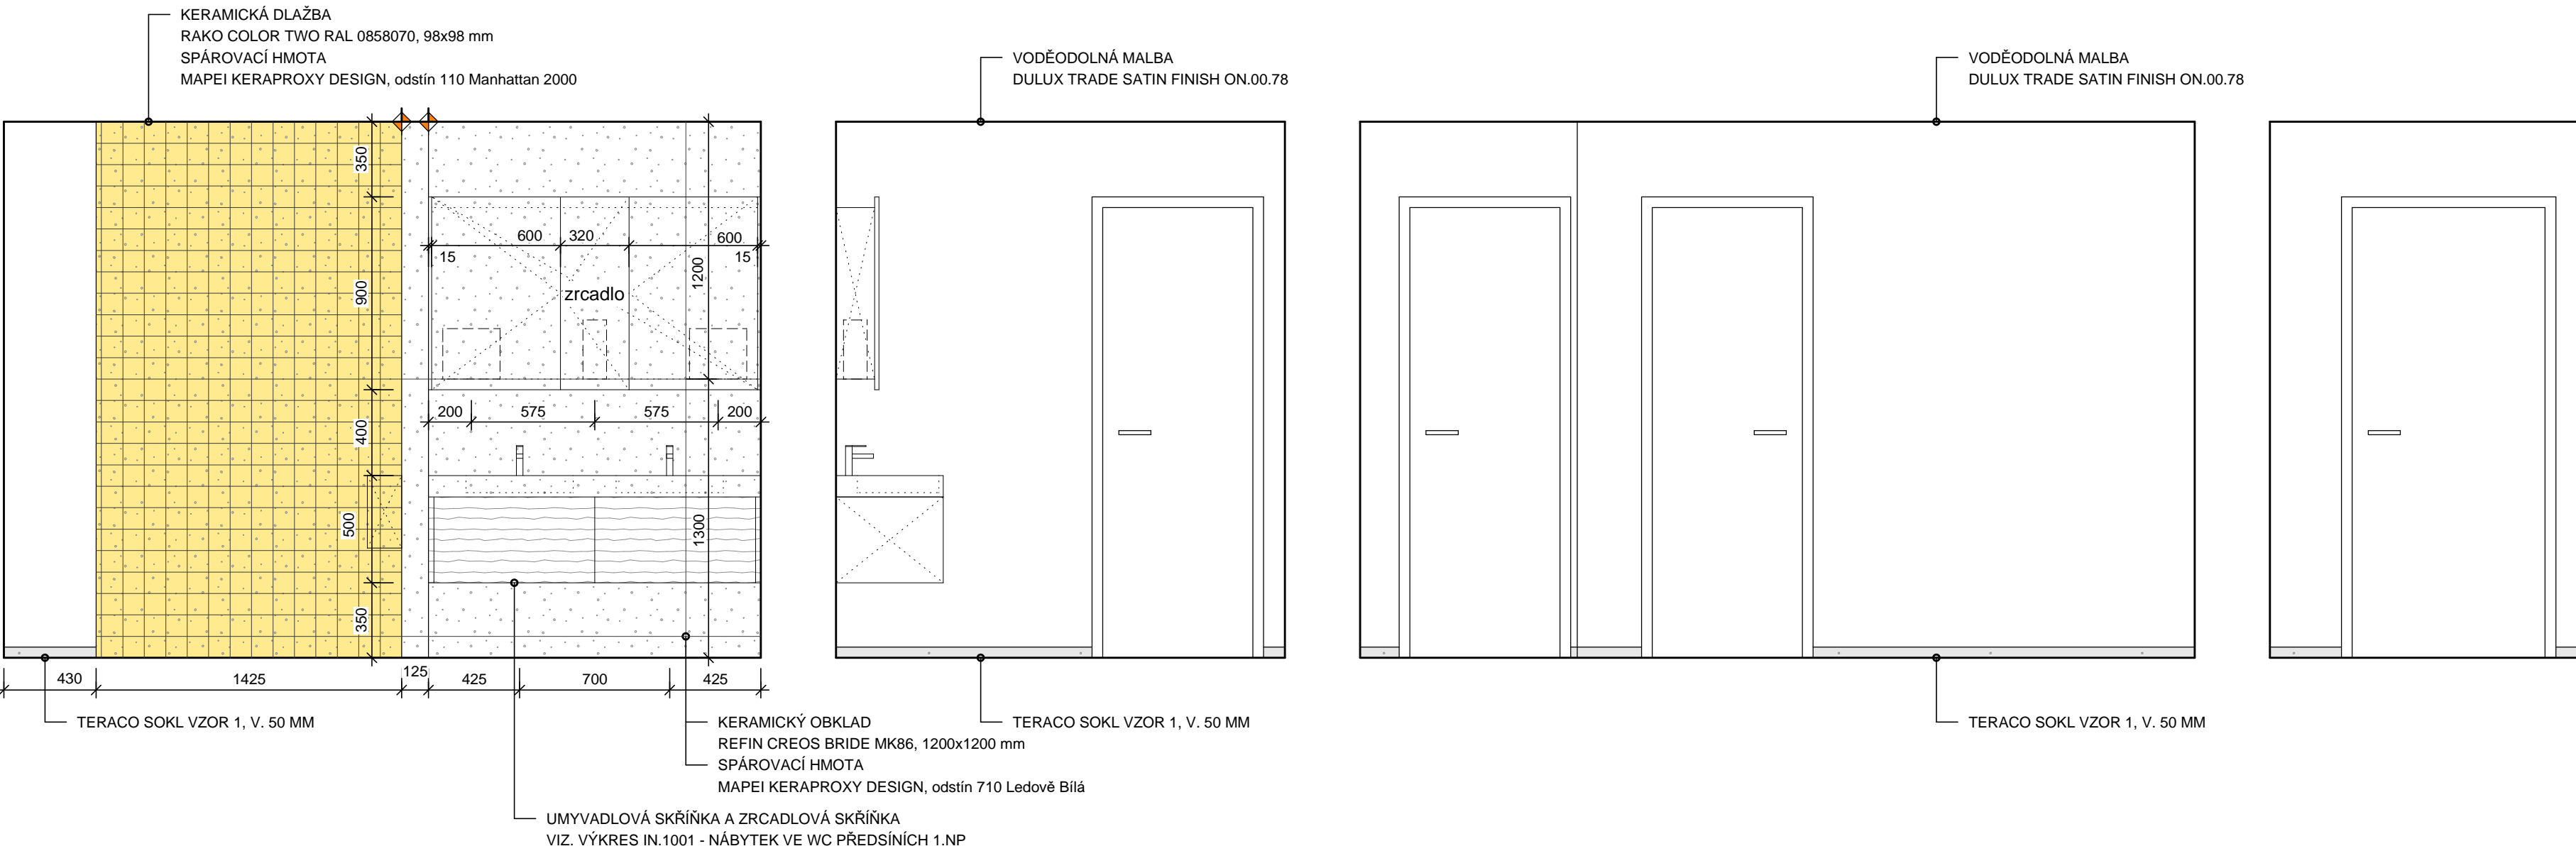 KERAMICKÁ DLAŽBA
RAKO COLOR TWO RAL 0858070, 98x98 mm
SPÁROVACÍ HMOTA
MAPEI KERAPROXY DESIGN, odstín 110 Manhattan 2000
VODĚODOLNÁ MALBA
DULUX TRADE SATIN FINISH ON.00.78
VODĚODOLNÁ MALBA
DULUX TRADE SATIN FINISH ON.00.78
350
900
400
500
350
600
320
600
15
15
1200
zrcadlo
200
575
575
200
1300
430
1425
125
425
700
425
TERACO SOKL VZOR 1, V. 50 MM
KERAMICKÝ OBKLAD
REFIN CREOS BRIDE MK86, 1200x1200 mm
SPÁROVACÍ HMOTA
MAPEI KERAPROXY DESIGN, odstín 710 Ledově Bílá
TERACO SOKL VZOR 1, V. 50 MM
TERACO SOKL VZOR 1, V. 50 MM
UMYVADLOVÁ SKŘÍŇKA A ZRCADLOVÁ SKŘÍŇKA
VIZ. VÝKRES IN.1001 - NÁBYTEK VE WC PŘEDSÍNÍCH 1.NP